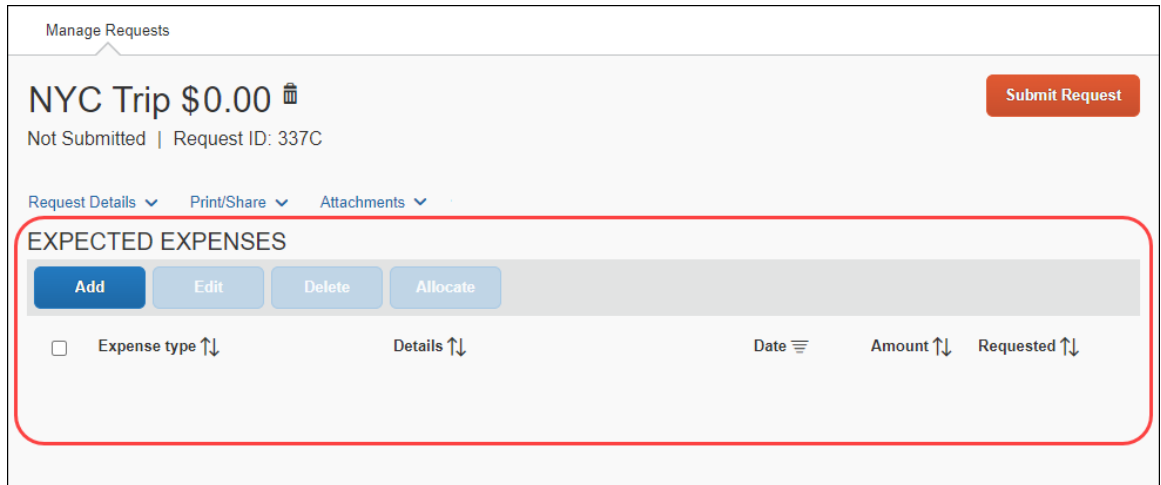 Manage Requests
NYC Trip $0.00
Submit Request
Not Submitted | Request ID: 337C
Request Details Print/Share Attachments
EXPECTED EXPENSES
Add Edit Delete Allocate
Expense type Details Date Amount Requested